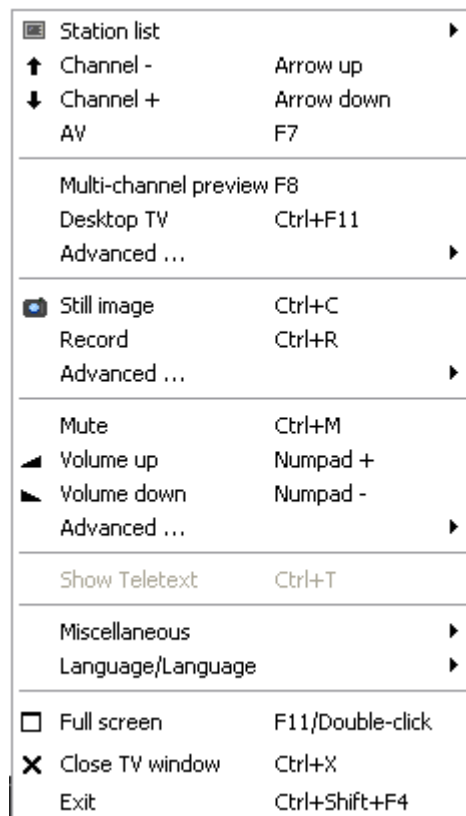 Station list
Channel - Arrow up
Channel + Arrow down
AV F7
Multi-channel preview F8
Desktop TV Ctrl+F11
Advanced ...
Still image Ctrl+C
Record Ctrl+R
Advanced ...
Mute Ctrl+M
Volume up Numpad +
Volume down Numpad -
Advanced ...
Show Teletext Ctrl+T
Miscellaneous
Language/Language
Full screen F11/Double-click
Close TV window Ctrl+X
Exit Ctrl+Shift+F4